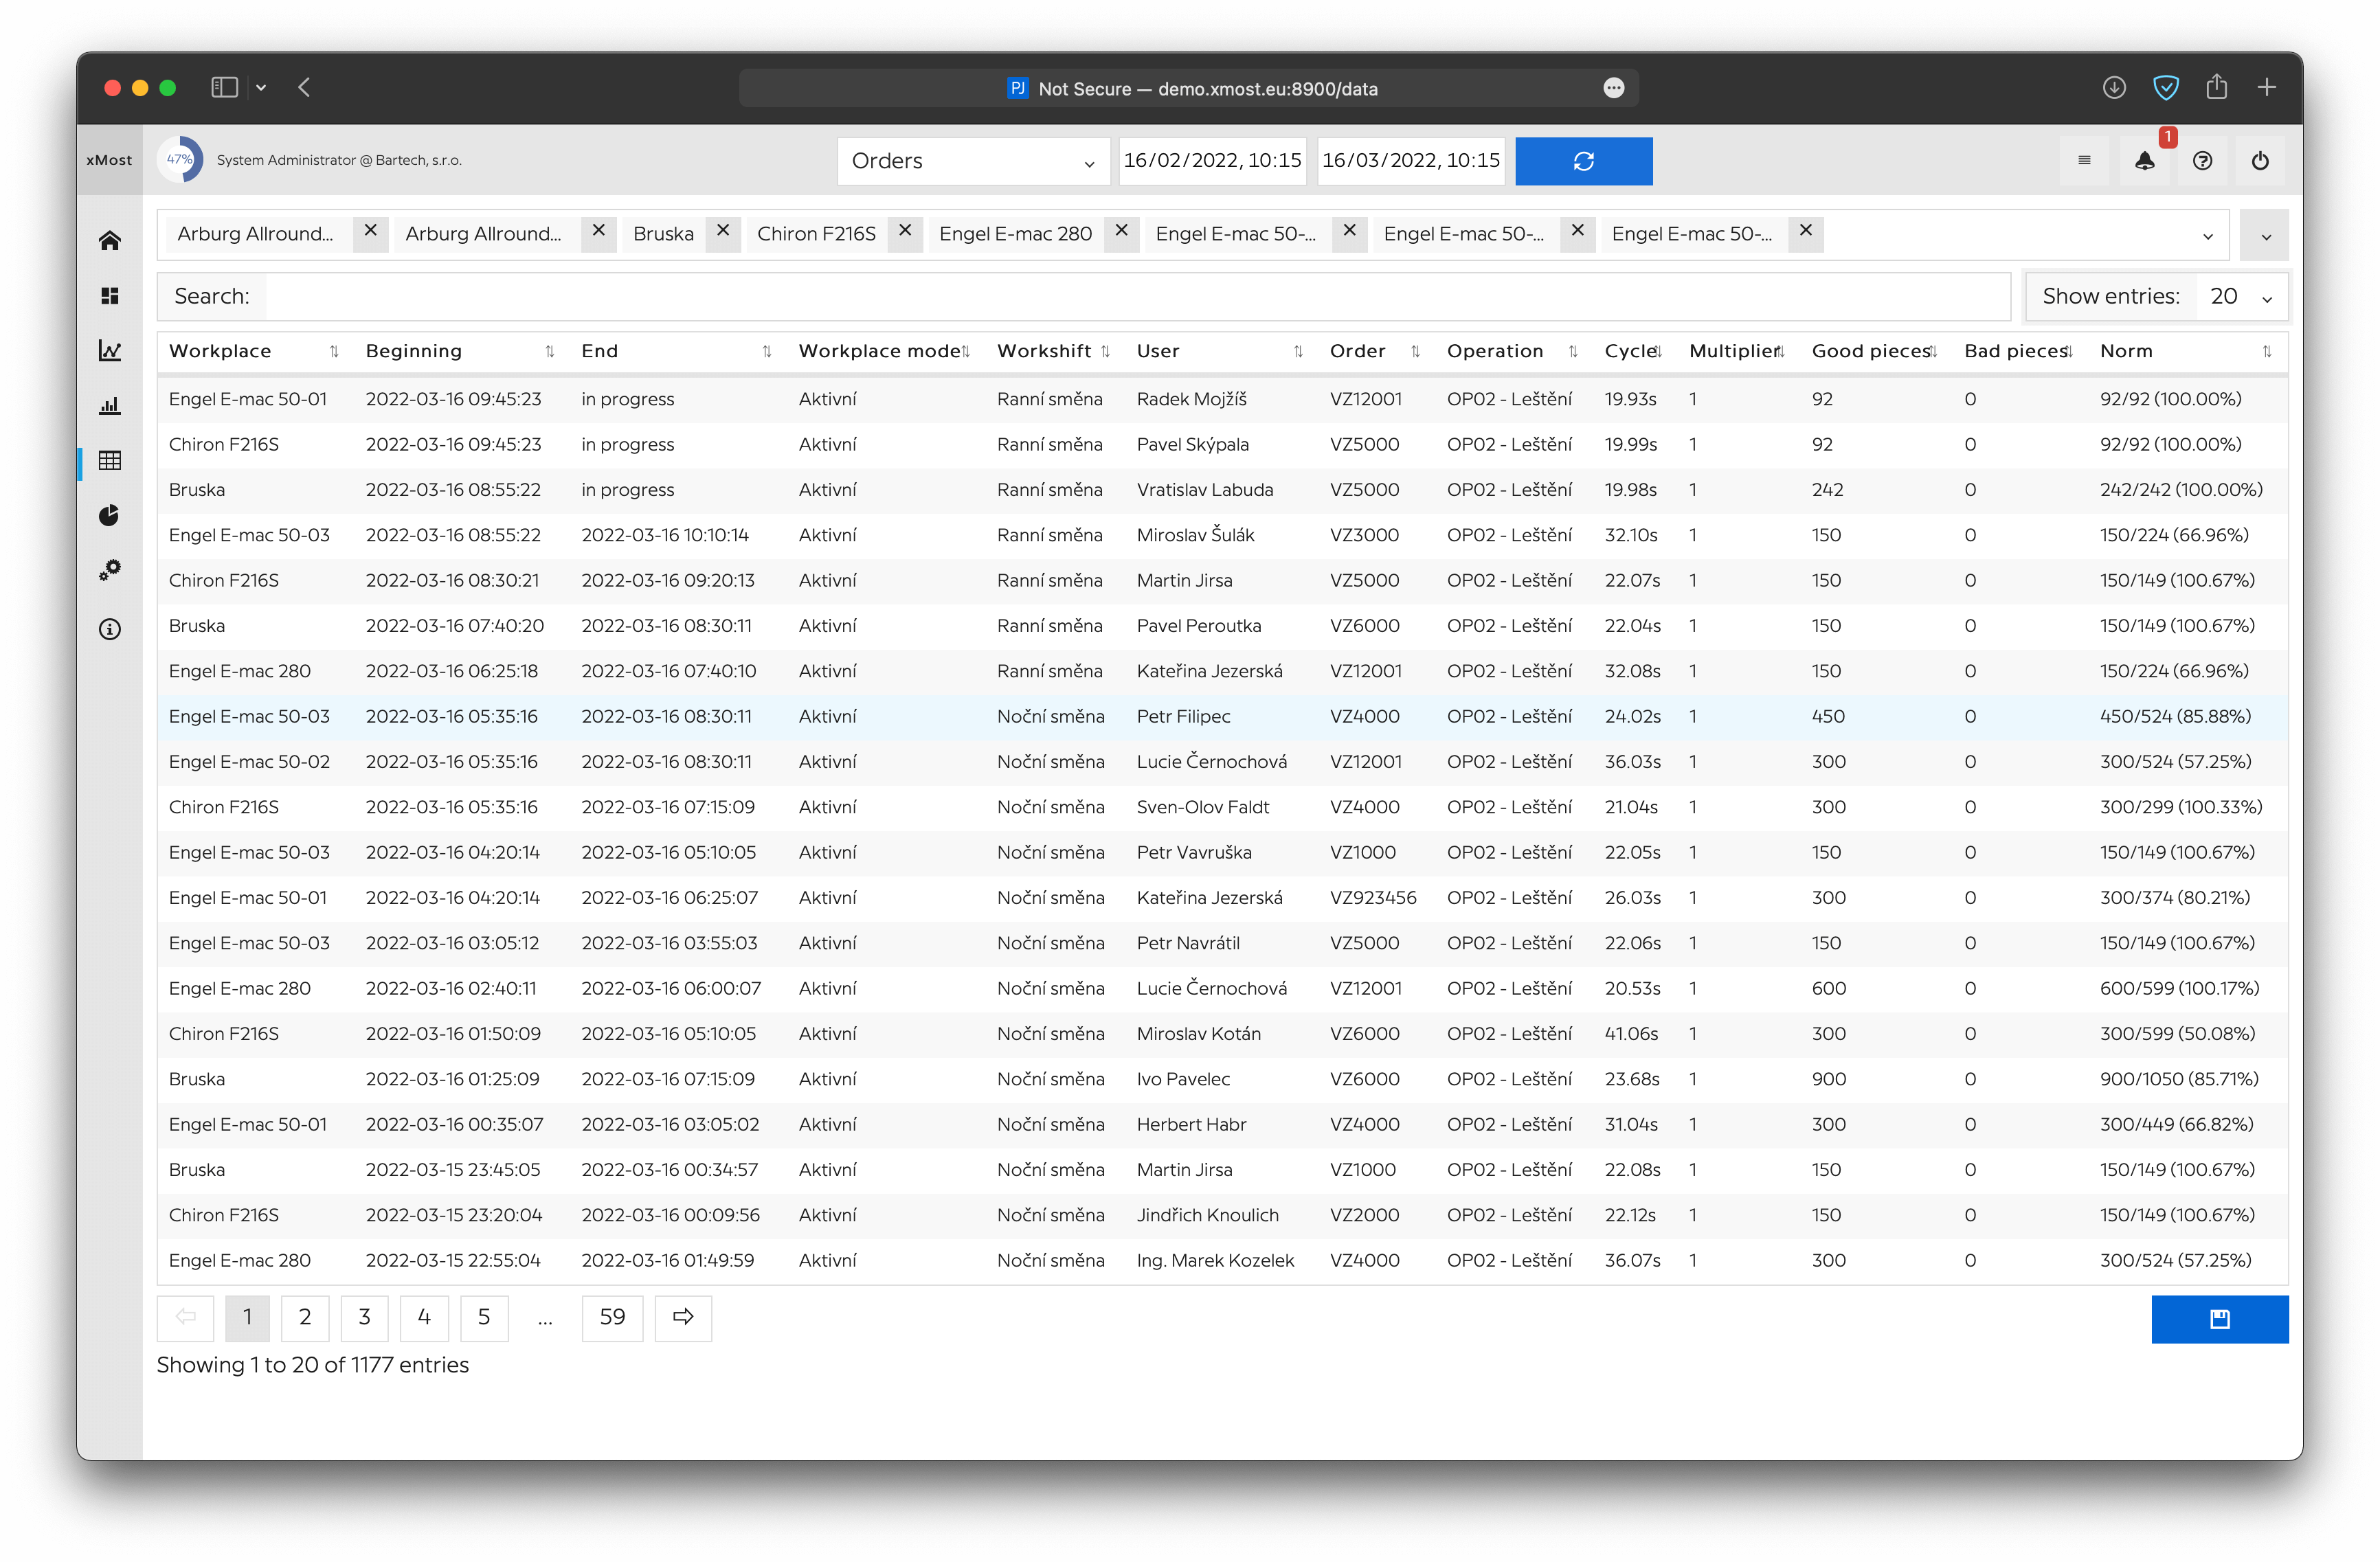 PJ Not Secure — demo.xmost.eu:8900/data
xMost 47% System Administrator @ Bartech, s.r.o. Orders 16/02/2022, 10:15 16/03/2022, 10:15 1
Arburg Allround... Arburg Allround... Bruska Chiron F216S Engel E-mac 280 Engel E-mac 50-... Engel E-mac 50-... Engel E-mac 50-...
Search: Show entries: 20
Workplace Beginning End Workplace mode Workshift User Order Operation Cycle Multiplier Good pieces Bad pieces Norm
Engel E-mac 50-01 2022-03-16 09:45:23 in progress Aktivní Ranní směna Radek Mojžíš VZ12001 OP02 - Leštění 19.93s 1 92 0 92/92 (100.00%)
Chiron F216S 2022-03-16 09:45:23 in progress Aktivní Ranní směna Pavel Skýpala VZ5000 OP02 - Leštění 19.99s 1 92 0 92/92 (100.00%)
Bruska 2022-03-16 08:55:22 in progress Aktivní Ranní směna Vratislav Labuda VZ5000 OP02 - Leštění 19.98s 1 242 0 242/242 (100.00%)
Engel E-mac 50-03 2022-03-16 08:55:22 2022-03-16 10:10:14 Aktivní Ranní směna Miroslav Šulák VZ3000 OP02 - Leštění 32.10s 1 150 0 150/224 (66.96%)
Chiron F216S 2022-03-16 08:30:21 2022-03-16 09:20:13 Aktivní Ranní směna Martin Jirsa VZ5000 OP02 - Leštění 22.07s 1 150 0 150/149 (100.67%)
Bruska 2022-03-16 07:40:20 2022-03-16 08:30:11 Aktivní Ranní směna Pavel Peroutka VZ6000 OP02 - Leštění 22.04s 1 150 0 150/149 (100.67%)
Engel E-mac 280 2022-03-16 06:25:18 2022-03-16 07:40:10 Aktivní Ranní směna Kateřina Jezerská VZ12001 OP02 - Leštění 32.08s 1 150 0 150/224 (66.96%)
Engel E-mac 50-03 2022-03-16 05:35:16 2022-03-16 08:30:11 Aktivní Noční směna Petr Filipec VZ4000 OP02 - Leštění 24.02s 1 450 0 450/524 (85.88%)
Engel E-mac 50-02 2022-03-16 05:35:16 2022-03-16 08:30:11 Aktivní Noční směna Lucie Černochová VZ12001 OP02 - Leštění 36.03s 1 300 0 300/524 (57.25%)
Chiron F216S 2022-03-16 05:35:16 2022-03-16 07:15:09 Aktivní Noční směna Sven-Olov Faldt VZ4000 OP02 - Leštění 21.04s 1 300 0 300/299 (100.33%)
Engel E-mac 50-03 2022-03-16 04:20:14 2022-03-16 05:10:05 Aktivní Noční směna Petr Vavruška VZ1000 OP02 - Leštění 22.05s 1 150 0 150/149 (100.67%)
Engel E-mac 50-01 2022-03-16 04:20:14 2022-03-16 06:25:07 Aktivní Noční směna Kateřina Jezerská VZ923456 OP02 - Leštění 26.03s 1 300 0 300/374 (80.21%)
Engel E-mac 50-03 2022-03-16 03:05:12 2022-03-16 03:55:03 Aktivní Noční směna Petr Navrátil VZ5000 OP02 - Leštění 22.06s 1 150 0 150/149 (100.67%)
Engel E-mac 280 2022-03-16 02:40:11 2022-03-16 06:00:07 Aktivní Noční směna Lucie Černochová VZ12001 OP02 - Leštění 20.53s 1 600 0 600/599 (100.17%)
Chiron F216S 2022-03-16 01:50:09 2022-03-16 05:10:05 Aktivní Noční směna Miroslav Kotán VZ6000 OP02 - Leštění 41.06s 1 300 0 300/599 (50.08%)
Bruska 2022-03-16 01:25:09 2022-03-16 07:15:09 Aktivní Noční směna Ivo Pavelec VZ6000 OP02 - Leštění 23.68s 1 900 0 900/1050 (85.71%)
Engel E-mac 50-01 2022-03-16 00:35:07 2022-03-16 03:05:02 Aktivní Noční směna Herbert Habr VZ4000 OP02 - Leštění 31.04s 1 300 0 300/449 (66.82%)
Bruska 2022-03-15 23:45:05 2022-03-16 00:34:57 Aktivní Noční směna Martin Jirsa VZ1000 OP02 - Leštění 22.08s 1 150 0 150/149 (100.67%)
Chiron F216S 2022-03-15 23:20:04 2022-03-16 00:09:56 Aktivní Noční směna Jindřich Knoulich VZ2000 OP02 - Leštění 22.12s 1 150 0 150/149 (100.67%)
Engel E-mac 280 2022-03-15 22:55:04 2022-03-16 01:49:59 Aktivní Noční směna Ing. Marek Kozelek VZ4000 OP02 - Leštění 36.07s 1 300 0 300/524 (57.25%)
1 2 3 4 5 ... 59
Showing 1 to 20 of 1177 entries